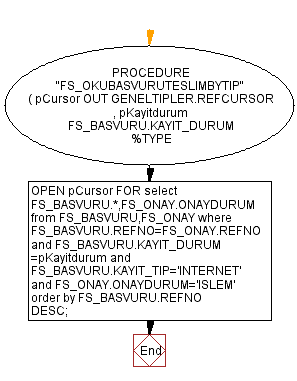 PROCEDURE
"FS_OKUBASVURUTESLIMBYTIP"
( pCursor OUT GENELTIPLER.REFCURSOR
, pKayitdurum
FS_BASVURU.KAYIT_DURUM
%TYPE
OPEN pCursor FOR select
FS_BASVURU.*,FS_ONAY.ONAYDURUM
from FS_BASVURU,FS_ONAY where
FS_BASVURU.REFNO=FS_ONAY.REFNO
and FS_BASVURU.KAYIT_DURUM
=pKayitdurum and
FS_BASVURU.KAYIT_TIP='INTERNET'
and FS_ONAY.ONAYDURUM='ISLEM'
order by FS_BASVURU.REFNO
DESC;
End